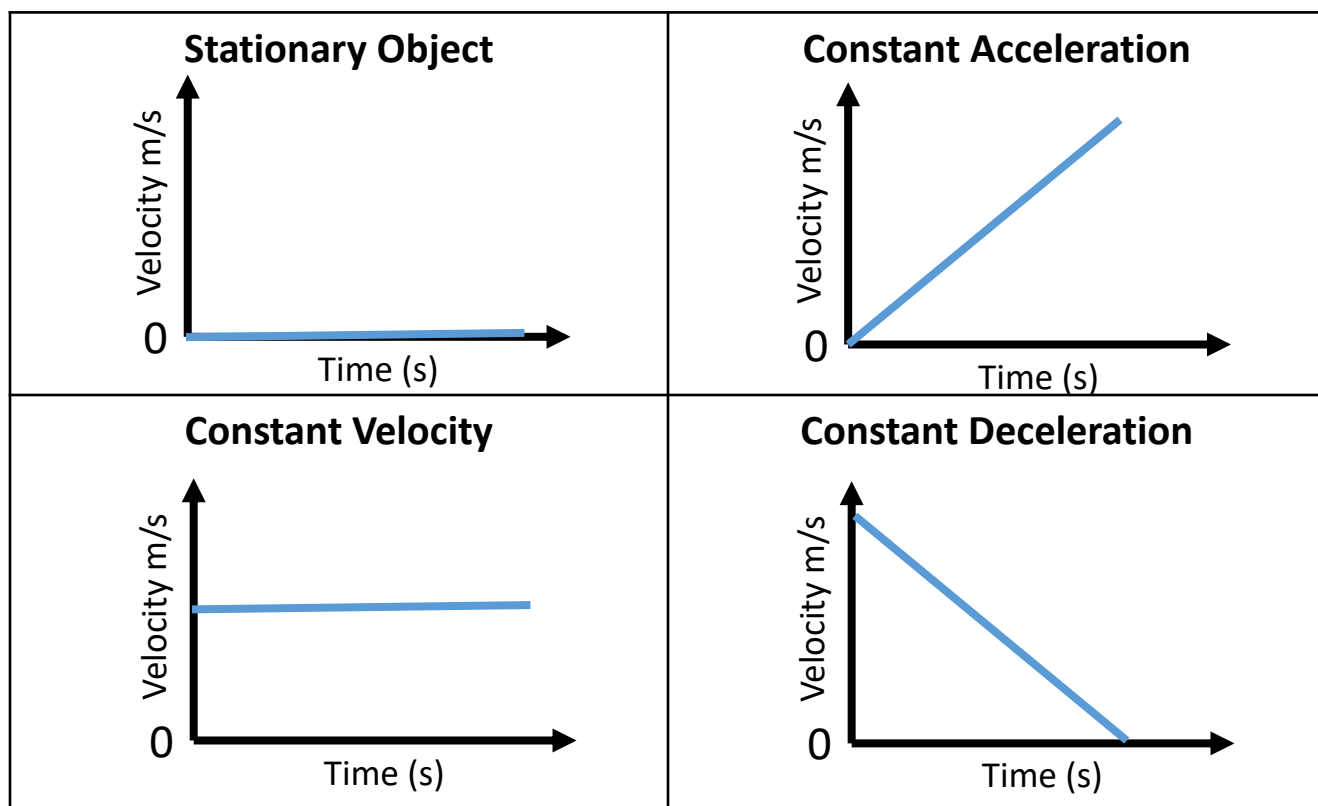 Stationary Object
Velocity m/s
0
Time (s)
Constant Acceleration
Velocity m/s
0
Time (s)
Constant Velocity
Velocity m/s
0
Time (s)
Constant Deceleration
Velocity m/s
0
Time (s)